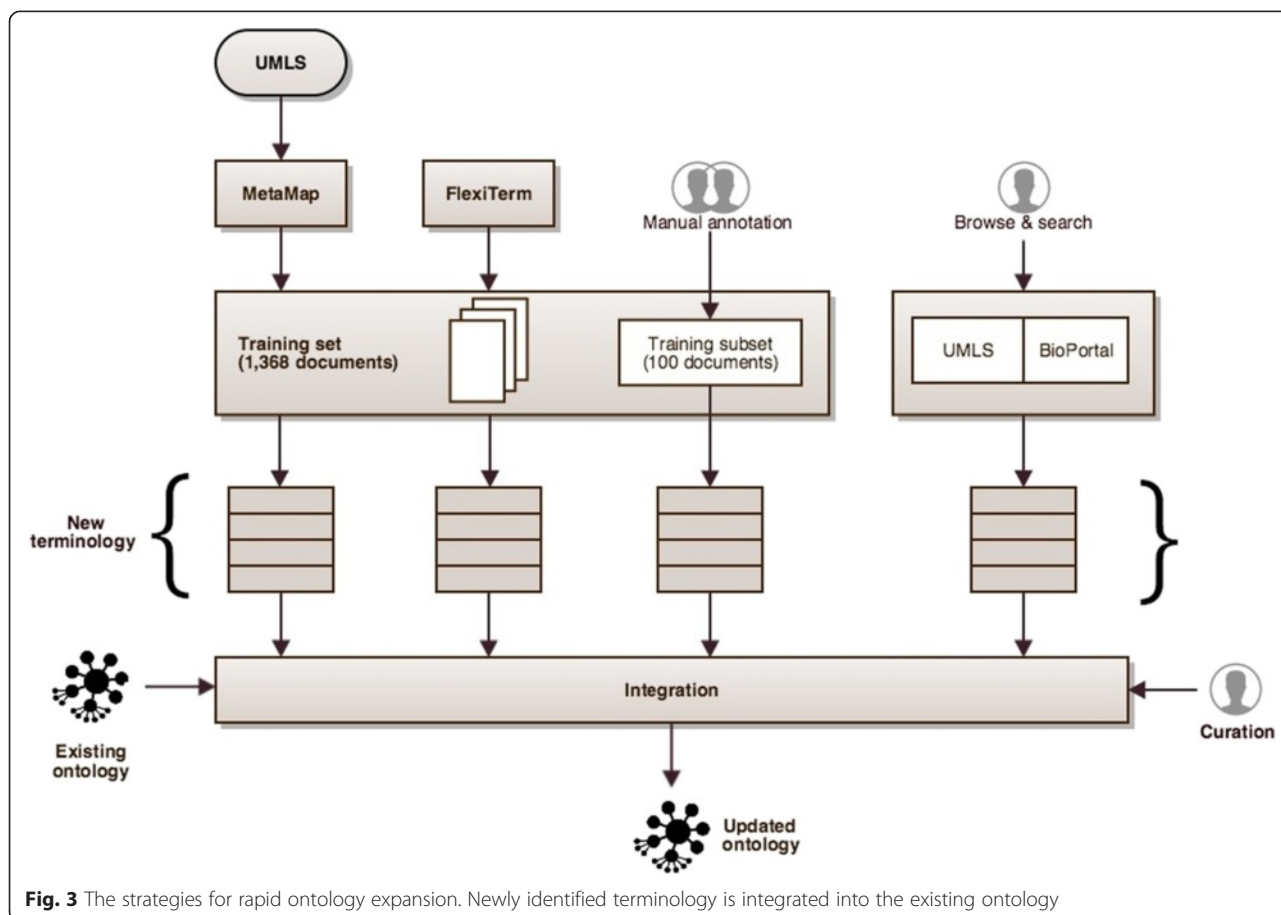 UMLS
MetaMap
FlexiTerm
Manual annotation
Browse & search
Training set
(1,368 documents)
Training subset
(100 documents)
UMLS
BioPortal
New
terminology
Existing
ontology
Integration
Curation
Updated
ontology
Fig. 3 The strategies for rapid ontology expansion. Newly identified terminology is integrated into the existing ontology